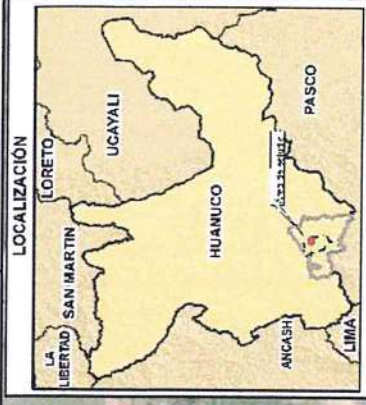 LOCALIZACIÓN
LA
LIBERTAD
SAN MARTIN
LORETO
UCAYALI
HUANUCO
ANCASH
PASCO
LIMA